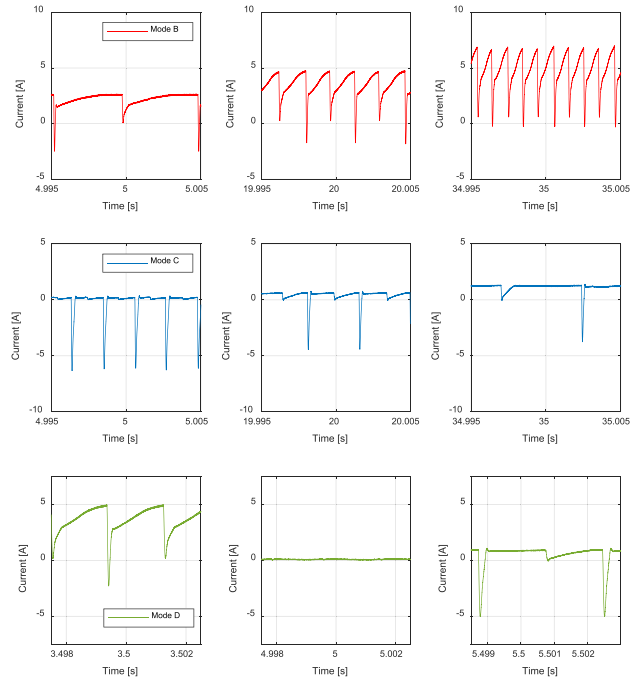 10
5
0
-5
Current [A]
Mode B
4.995 5 5.005
Time [s]
10
5
0
-5
Current [A]
19.995 20 20.005
Time [s]
10
5
0
-5
Current [A]
34.995 35 35.005
Time [s]
5
0
-5
-10
Current [A]
Mode C
4.995 5 5.005
Time [s]
5
0
-5
-10
Current [A]
19.995 20 20.005
Time [s]
5
0
-5
-10
Current [A]
34.995 35 35.005
Time [s]
5
0
-5
Current [A]
Mode D
3.498 3.5 3.502
Time [s]
5
0
-5
Current [A]
4.998 5 5.002
Time [s]
5
0
-5
Current [A]
5.499 5.5 5.501 5.502
Time [s]